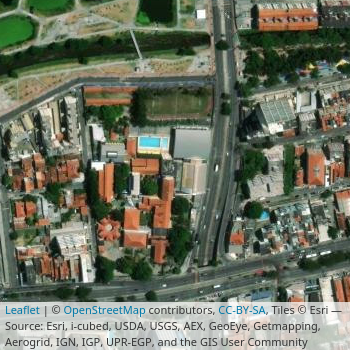 Leaflet | © OpenStreetMap contributors, CC-BY-SA, Tiles © Esri —
Source: Esri, i-cubed, USDA, USGS, AEX, GeoEye, Getmapping,
Aerogrid, IGN, IGP, UPR-EGP, and the GIS User Community